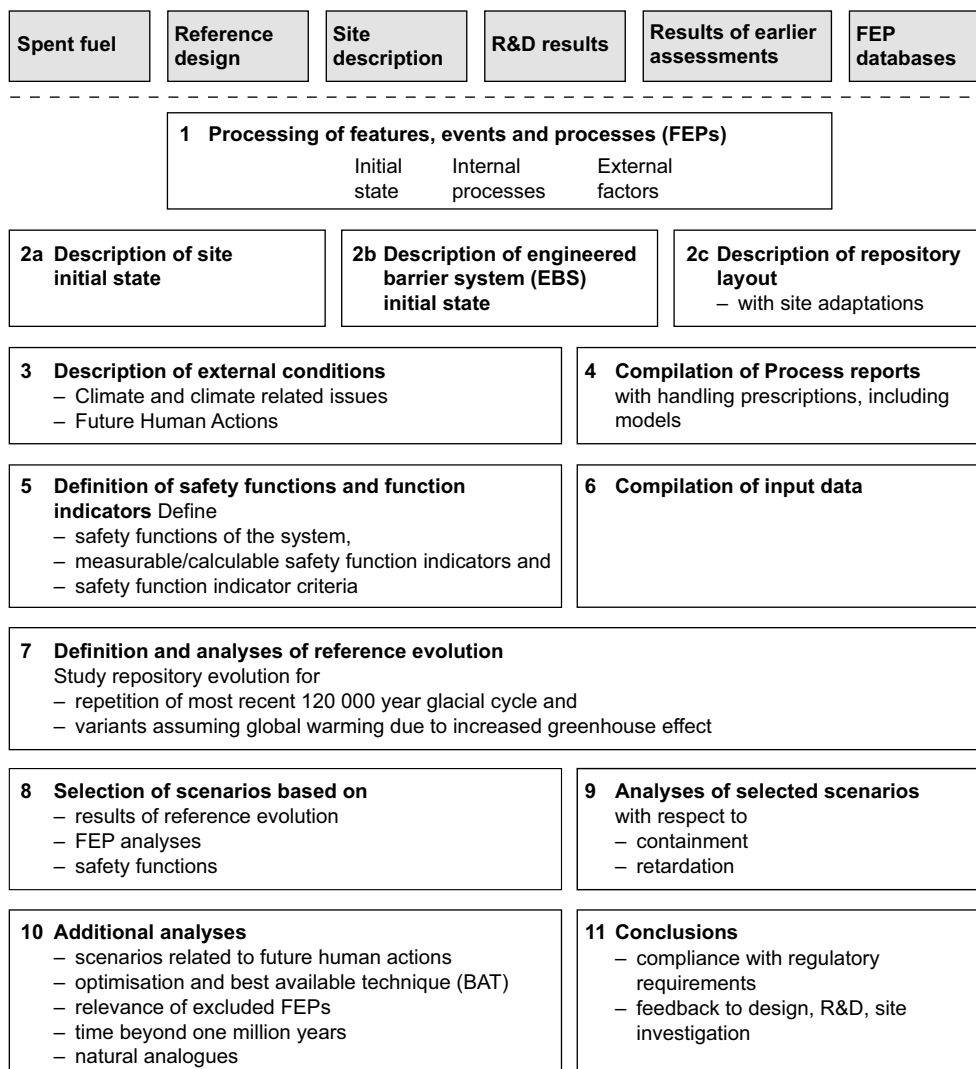 Spent fuel
Reference
design
Site
description
R&D results
Results of earlier
assessments
FEP
databases
1 Processing of features, events and processes (FEPs)
Initial
state
Internal
processes
External
factors
2a Description of site
initial state
2b Description of engineered
barrier system (EBS)
initial state
2c Description of repository
layout
– with site adaptations
3 Description of external conditions
– Climate and climate related issues
– Future Human Actions
4 Compilation of Process reports
with handling prescriptions, including
models
5 Definition of safety functions and function
indicators Define
– safety functions of the system,
– measurable/calculable safety function indicators and
– safety function indicator criteria
6 Compilation of input data
7 Definition and analyses of reference evolution
Study repository evolution for
– repetition of most recent 120 000 year glacial cycle and
– variants assuming global warming due to increased greenhouse effect
8 Selection of scenarios based on
– results of reference evolution
– FEP analyses
– safety functions
9 Analyses of selected scenarios
with respect to
– containment
– retardation
10 Additional analyses
– scenarios related to future human actions
– optimisation and best available technique (BAT)
– relevance of excluded FEPs
– time beyond one million years
– natural analogues
11 Conclusions
– compliance with regulatory
requirements
– feedback to design, R&D, site
investigation